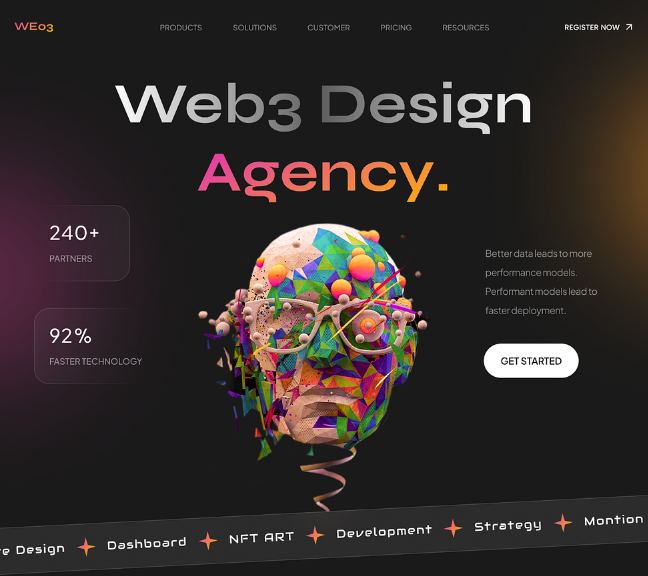 WE03
PRODUCTS SOLUTIONS CUSTOMER PRICING RESOURCES
REGISTER NOW
Web3 Design
Agency.
240+
PARTNERS
92%
FASTER TECHNOLOGY
Better data leads to more
performance models.
Performant models lead to
faster deployment.
GET STARTED
e Design Dashboard NFT ART Development Strategy Montion